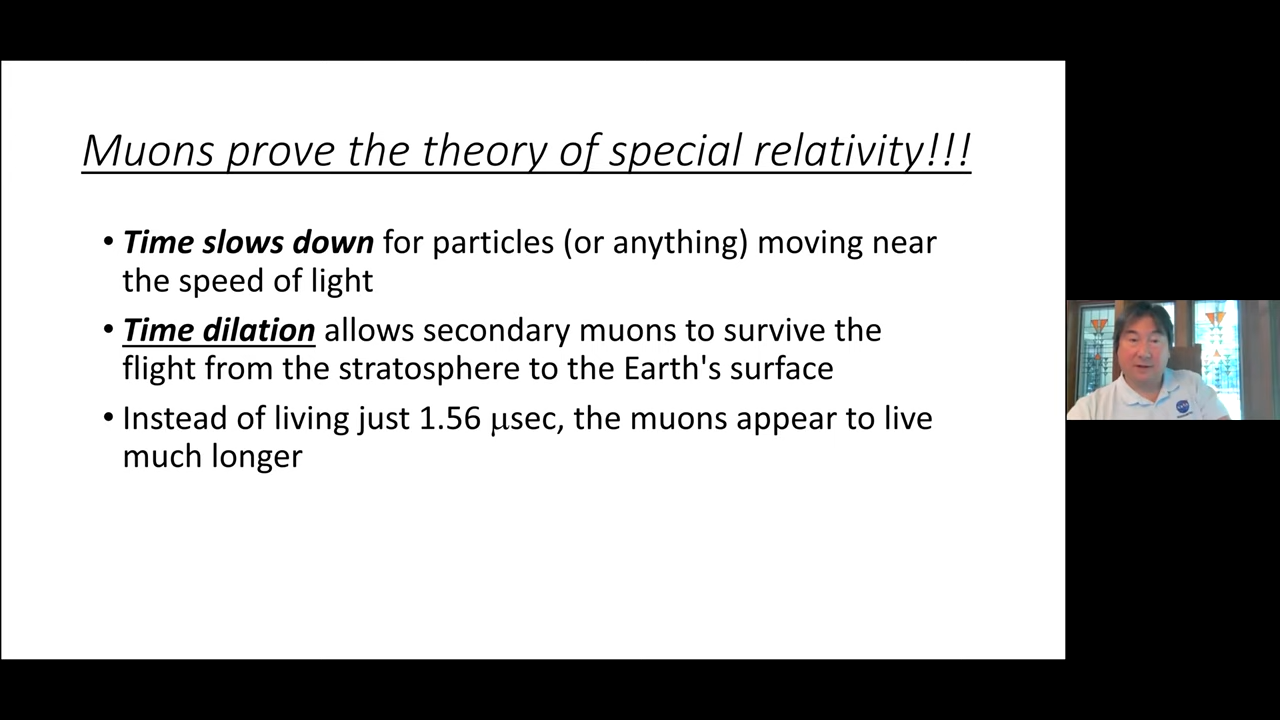 Muons prove the theory of special relativity!!!
• Time slows down for particles (or anything) moving near
the speed of light
• Time dilation allows secondary muons to survive the
flight from the stratosphere to the Earth's surface
• Instead of living just 1.56 μsec, the muons appear to live
much longer